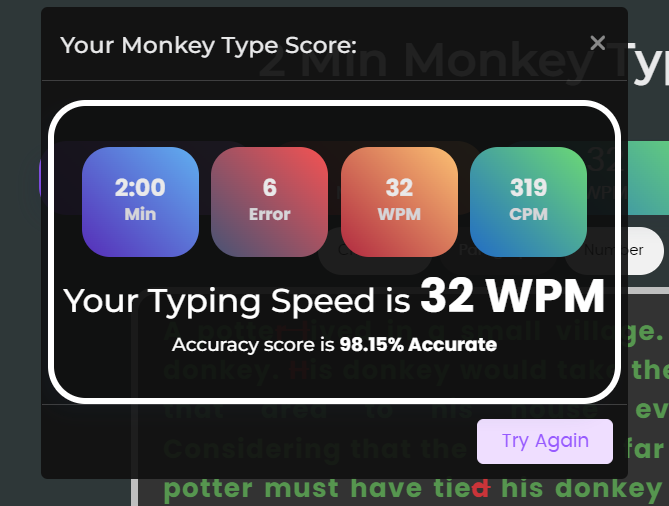 Your Monkey Type Score:
×
2 Min Monkey Typ
2:00
Min
6
Error
32
WPM
319
CPM
32
Number
Your Typing Speed is 32 WPM
Accuracy score is 98.15% Accurate
A potter lived in a small village.
donkey. His donkey would take the
that area to his house ev
Considering that the far
Try Again
potter must have tied his donkey